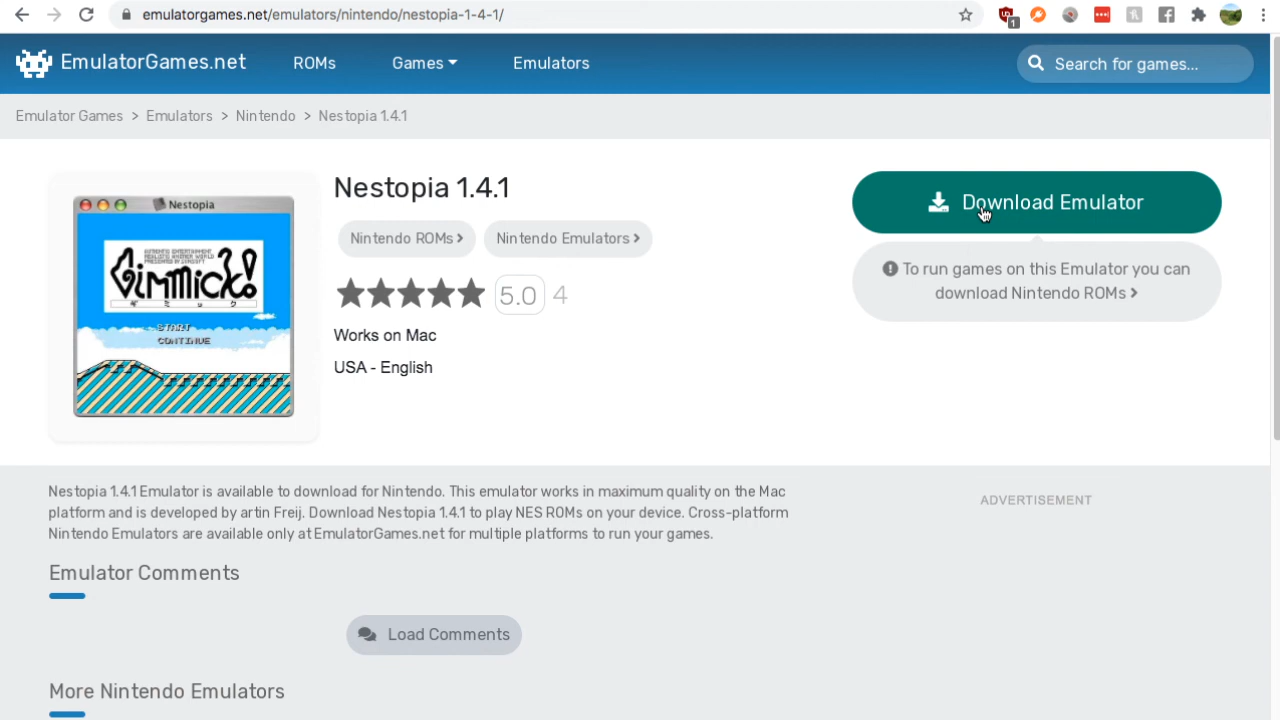 emulatorgames.net/emulators/nintendo/nestopia-1-4-1/
1
EmulatorGames.net
ROMs
Games
Emulators
Search for games...
Emulator Games > Emulators > Nintendo > Nestopia 1.4.1
Nestopia
Gimmick!
START
CONTINUE
Nestopia 1.4.1
Nintendo ROMs >
Nintendo Emulators >
5.0 4
Works on Mac
USA - English
Download Emulator
To run games on this Emulator you can
download Nintendo ROMs >
Nestopia 1.4.1 Emulator is available to download for Nintendo. This emulator works in maximum quality on the Mac
platform and is developed by artin Freij. Download Nestopia 1.4.1 to play NES ROMs on your device. Cross-platform
Nintendo Emulators are available only at EmulatorGames.net for multiple platforms to run your games.
ADVERTISEMENT
Emulator Comments
Load Comments
More Nintendo Emulators